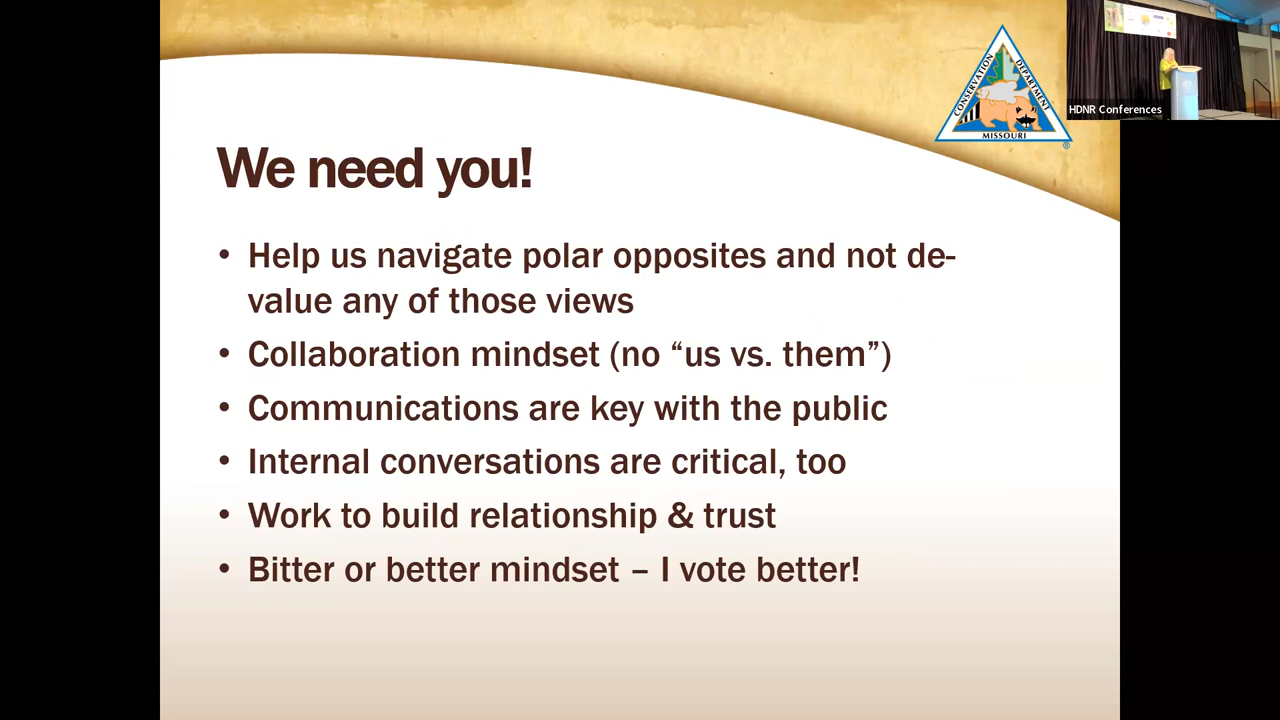 CONSERVATION
DEPARTMENT
MISSOURI
®
HDNR Conferences
We need you!
• Help us navigate polar opposites and not de-
value any of those views
• Collaboration mindset (no “us vs. them”)
• Communications are key with the public
• Internal conversations are critical, too
• Work to build relationship & trust
• Bitter or better mindset – I vote better!